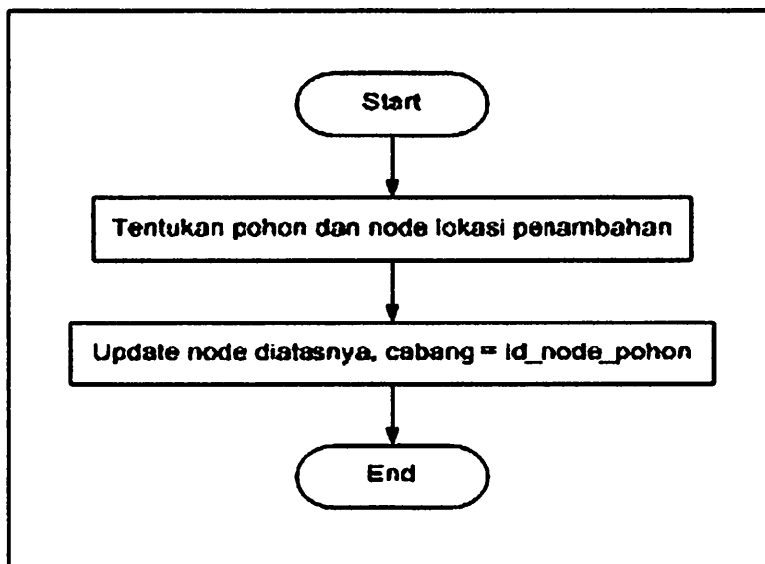 Start
Tentukan pohon dan node lokasi penambahan
Update node diatasnya, cabang = id_node_pohon
End